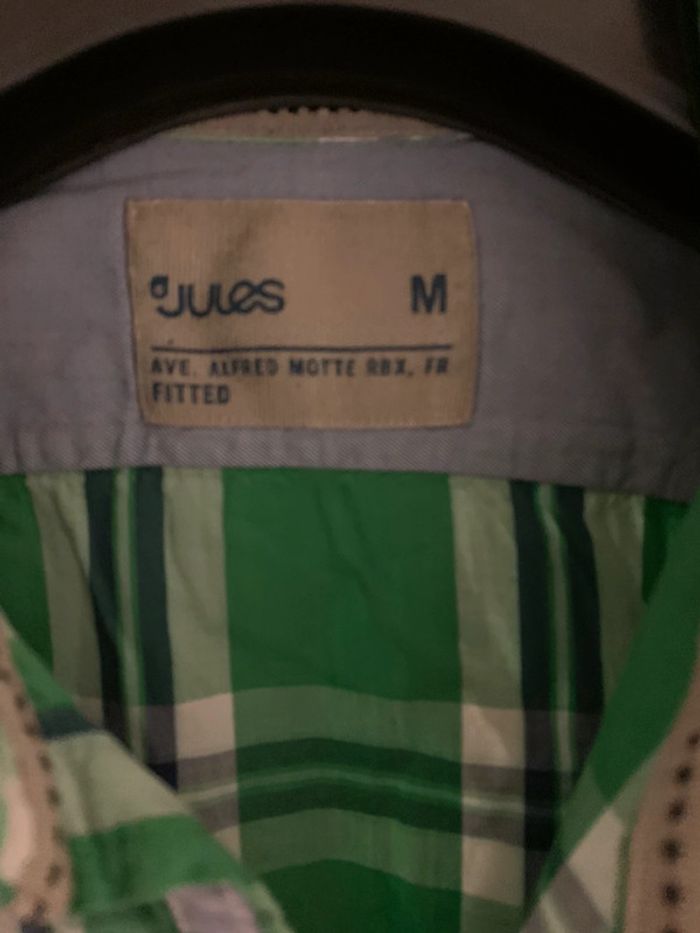 JULES M
AVE. ALFRED MOTTE RBX, FR
FITTED